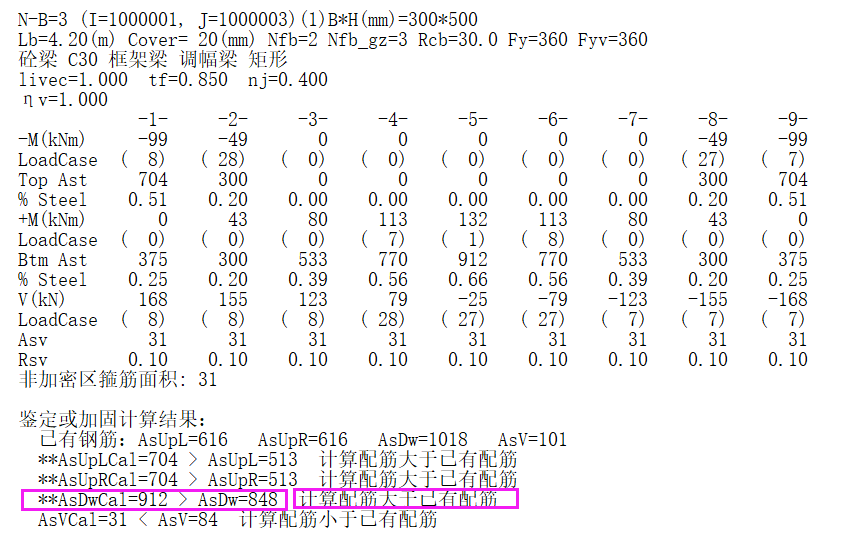 N-B=3 (I=1000001, J=1000003)(1)B*H(mm)=300*500
Lb=4.20(m) Cover= 20(mm) Nfb=2 Nfb_gz=3 Rcb=30.0 Fy=360 Fyv=360
砼梁 C30 框架梁 调幅梁 矩形
livec=1.000 tf=0.850 nj=0.400
ηv=1.000
-1- -2- -3- -4- -5- -6- -7- -8- -9-
-M(kNm) -99 -49 0 0 0 0 0 -49 -99
LoadCase ( 8) ( 28) ( 0) ( 0) ( 0) ( 0) ( 0) ( 27) ( 7)
Top Ast 704 300 0 0 0 0 0 300 704
% Steel 0.51 0.20 0.00 0.00 0.00 0.00 0.00 0.20 0.51
+M(kNm) 0 43 80 113 132 113 80 43 0
LoadCase ( 0) ( 0) ( 0) ( 7) ( 1) ( 8) ( 0) ( 0) ( 0)
Btm Ast 375 300 533 770 912 770 533 300 375
% Steel 0.25 0.20 0.39 0.56 0.66 0.56 0.39 0.20 0.25
V(kN) 168 155 123 79 -25 -79 -123 -155 -168
LoadCase ( 8) ( 8) ( 8) ( 28) ( 27) ( 27) ( 7) ( 7) ( 7)
Asv 31 31 31 31 31 31 31 31 31
Rsv 0.10 0.10 0.10 0.10 0.10 0.10 0.10 0.10 0.10
非加密区箍筋面积: 31
鉴定或加固计算结果:
已有钢筋: AsUpL=616 AsUpR=616 AsDw=1018 AsV=101
**AsUpLCal=704 > AsUpL=513 计算配筋大于已有配筋
**AsUpRCal=704 > AsUpR=513 计算配筋大于已有配筋
**AsDwCal=912 > AsDw=848 计算配筋大于已有配筋
AsVCal=31 < AsV=84 计算配筋小于已有配筋